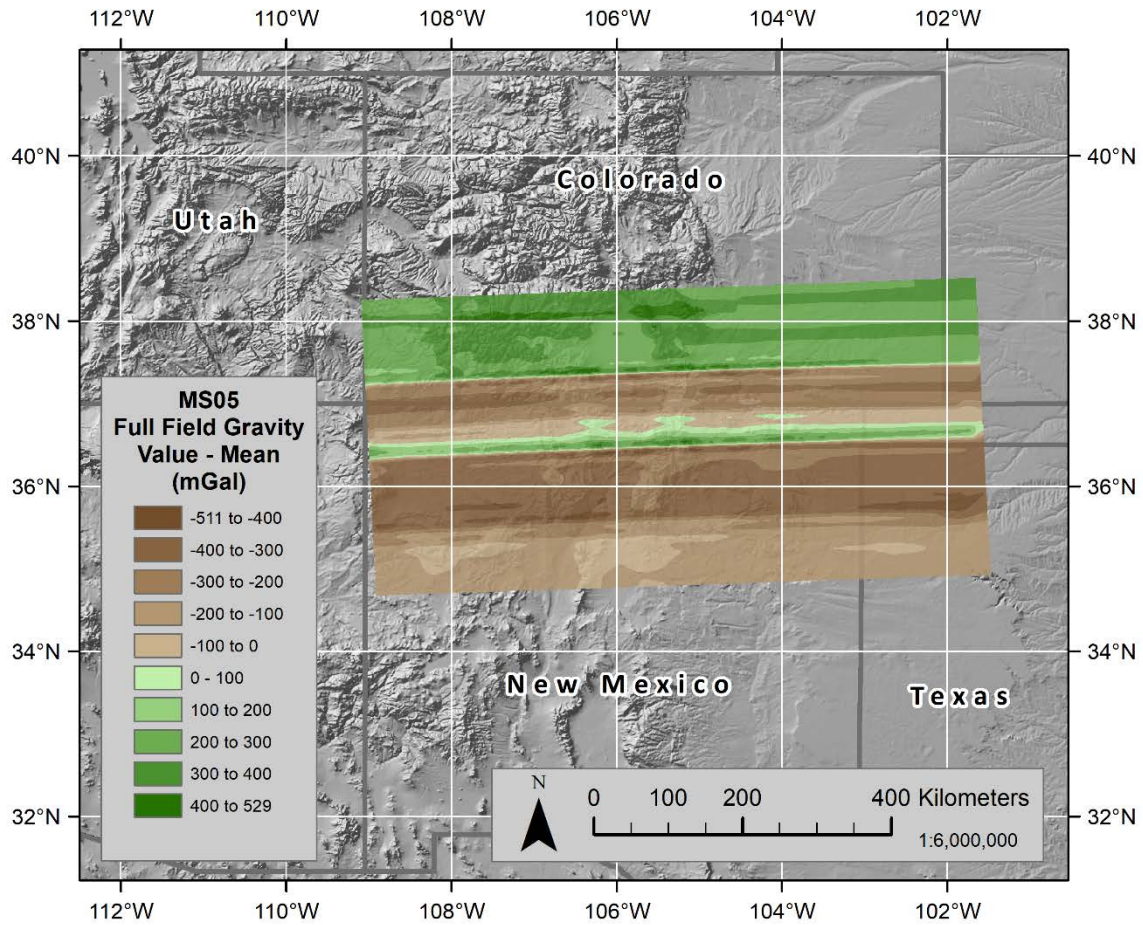 112°W 110°W 108°W 106°W 104°W 102°W
40°N 40°N
Colorado
Utah
38°N 38°N
MS05
Full Field Gravity
Value - Mean
(mGal)
36°N 36°N
-511 to -400
-400 to -300
-300 to -200
-200 to -100
-100 to 0
0 - 100
100 to 200
200 to 300
300 to 400
400 to 529
34°N 34°N
New Mexico
Texas
N
0 100 200 400 Kilometers
1:6,000,000
32°N 32°N
112°W 110°W 108°W 106°W 104°W 102°W